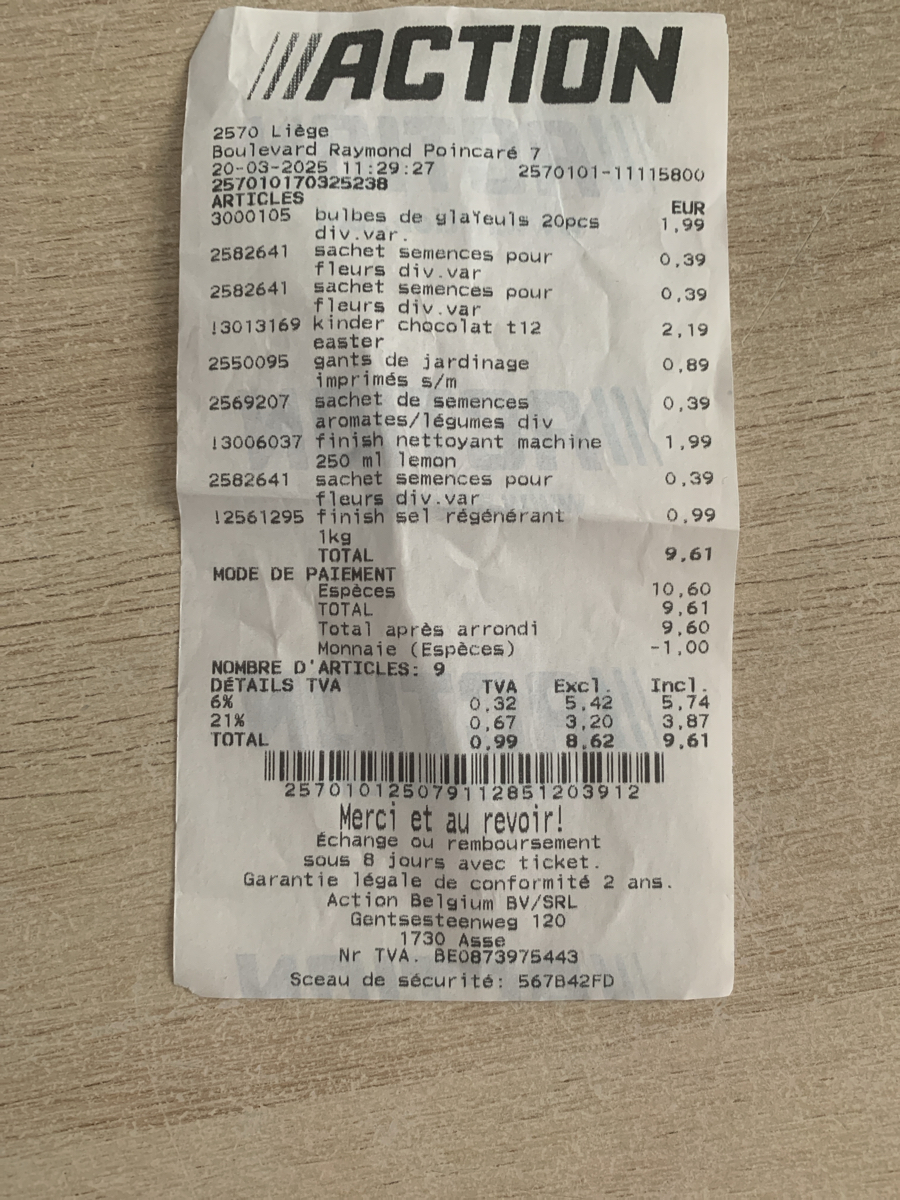 ///ACTION
2570 Liège
Boulevard Raymond Poincaré 7
20-03-2025 11:29:27 2570101-11115800
257010170325238
ARTICLES EUR
3000105 bulbes de glaïeuls 20pcs 1,99
div.var.
2582641 sachet semences pour 0,39
fleurs div.var
2582641 sachet semences pour 0,39
fleurs div.var
!3013169 kinder chocolat t12 2,19
easter
2550095 gants de jardinage 0,89
imprimés s/m
2569207 sachet de semences 0,39
aromates/légumes div
!3006037 finish nettoyant machine 1,99
250 ml lemon
2582641 sachet semences pour 0,39
fleurs div.var
!2561295 finish sel régénérant 0,99
1kg
TOTAL 9,61
MODE DE PAIEMENT
Espèces 10,60
TOTAL 9,61
Total après arrondi 9,60
Monnaie (Espèces) -1,00
NOMBRE D'ARTICLES: 9
DÉTAILS TVA TVA Excl. Incl.
6% 0,32 5,42 5,74
21% 0,67 3,20 3,87
TOTAL 0,99 8,62 9,61
2570101250791128512​03912
Merci et au revoir!
Échange ou remboursement
sous 8 jours avec ticket.
Garantie légale de conformité 2 ans.
Action Belgium BV/SRL
Gentsesteenweg 120
1730 Asse
Nr TVA. BE0873975443
Sceau de sécurité: 567B42FD